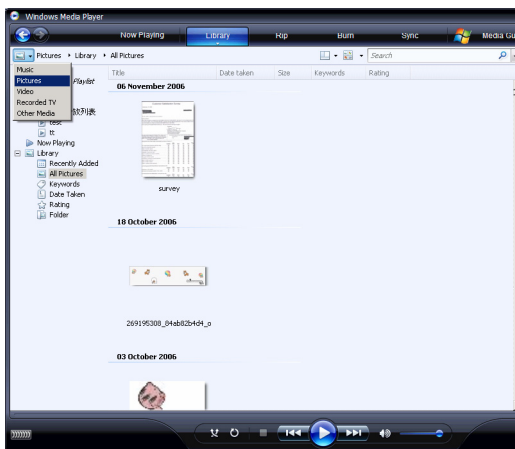 Windows Media Player
Now Playing Library Rip Burn Sync Media Gu
Pictures Library All Pictures Search
Music
Pictures
Video
Recorded TV
Other Media
Title Date taken Size Keywords Rating
Playlist
放列表
test
tt
Now Playing
Library
Recently Added
All Pictures
Keywords
Date Taken
Rating
Folder
06 November 2006
survey
18 October 2006
269195308_84ab82b4d4_o
03 October 2006